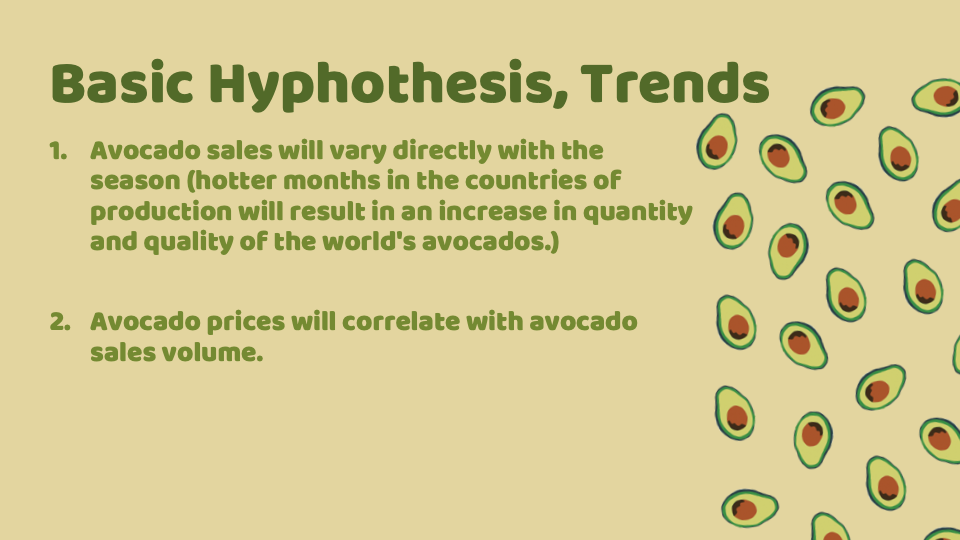 Basic Hyphothesis, Trends
1. Avocado sales will vary directly with the
season (hotter months in the countries of
production will result in an increase in quantity
and quality of the world's avocados.)
2. Avocado prices will correlate with avocado
sales volume.